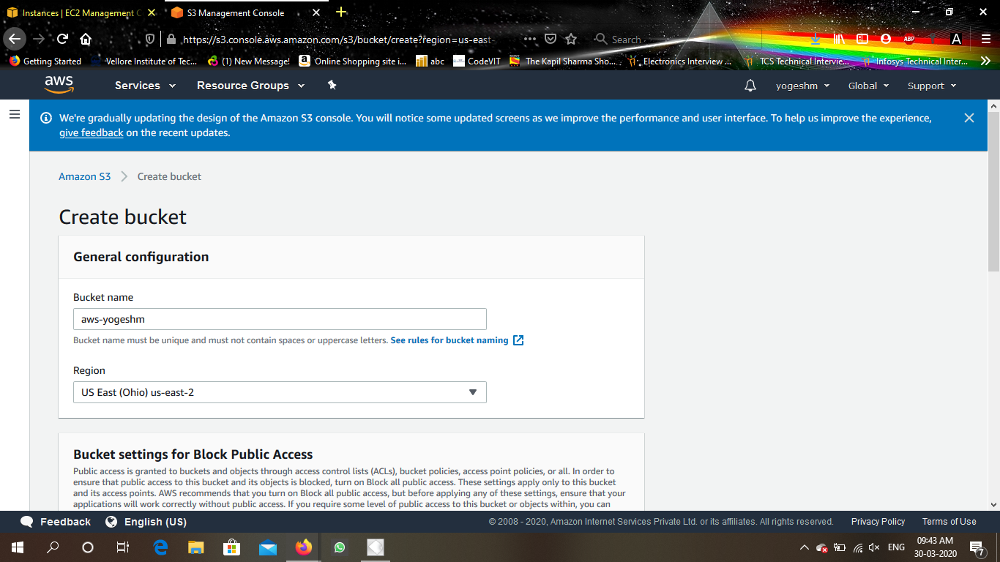 Instances | EC2 Management C
S3 Management Console
https://s3.console.aws.amazon.com/s3/bucket/create?region=us-east-
Search
ABP
A
Getting Started
Vellore Institute of Tec...
(1) New Message!
Online Shopping site i...
abc
CodeVIT
The Kapil Sharma Sho...
Electronics Interview ...
TCS Technical Intervie...
Infosys Technical Inter...
aws
Services
Resource Groups
yogeshm
Global
Support
We're gradually updating the design of the Amazon S3 console. You will notice some updated screens as we improve the performance and user interface. To help us improve the experience,
give feedback on the recent updates.
Amazon S3
Create bucket
Create bucket
General configuration
Bucket name
aws-yogeshm
Bucket name must be unique and must not contain spaces or uppercase letters. See rules for bucket naming
Region
US East (Ohio) us-east-2
Bucket settings for Block Public Access
Public access is granted to buckets and objects through access control lists (ACLs), bucket policies, access point policies, or all. In order to
ensure that public access to this bucket and its objects is blocked, turn on Block all public access. These settings apply only to this bucket
and its access points. AWS recommends that you turn on Block all public access, but before applying any of these settings, ensure that your
applications will work correctly without public access. If you require some level of public access to this bucket or objects within, you can
Feedback
English (US)
© 2008 - 2020, Amazon Internet Services Private Ltd. or its affiliates. All rights reserved.
Privacy Policy
Terms of Use
ENG
09:43 AM
30-03-2020
7